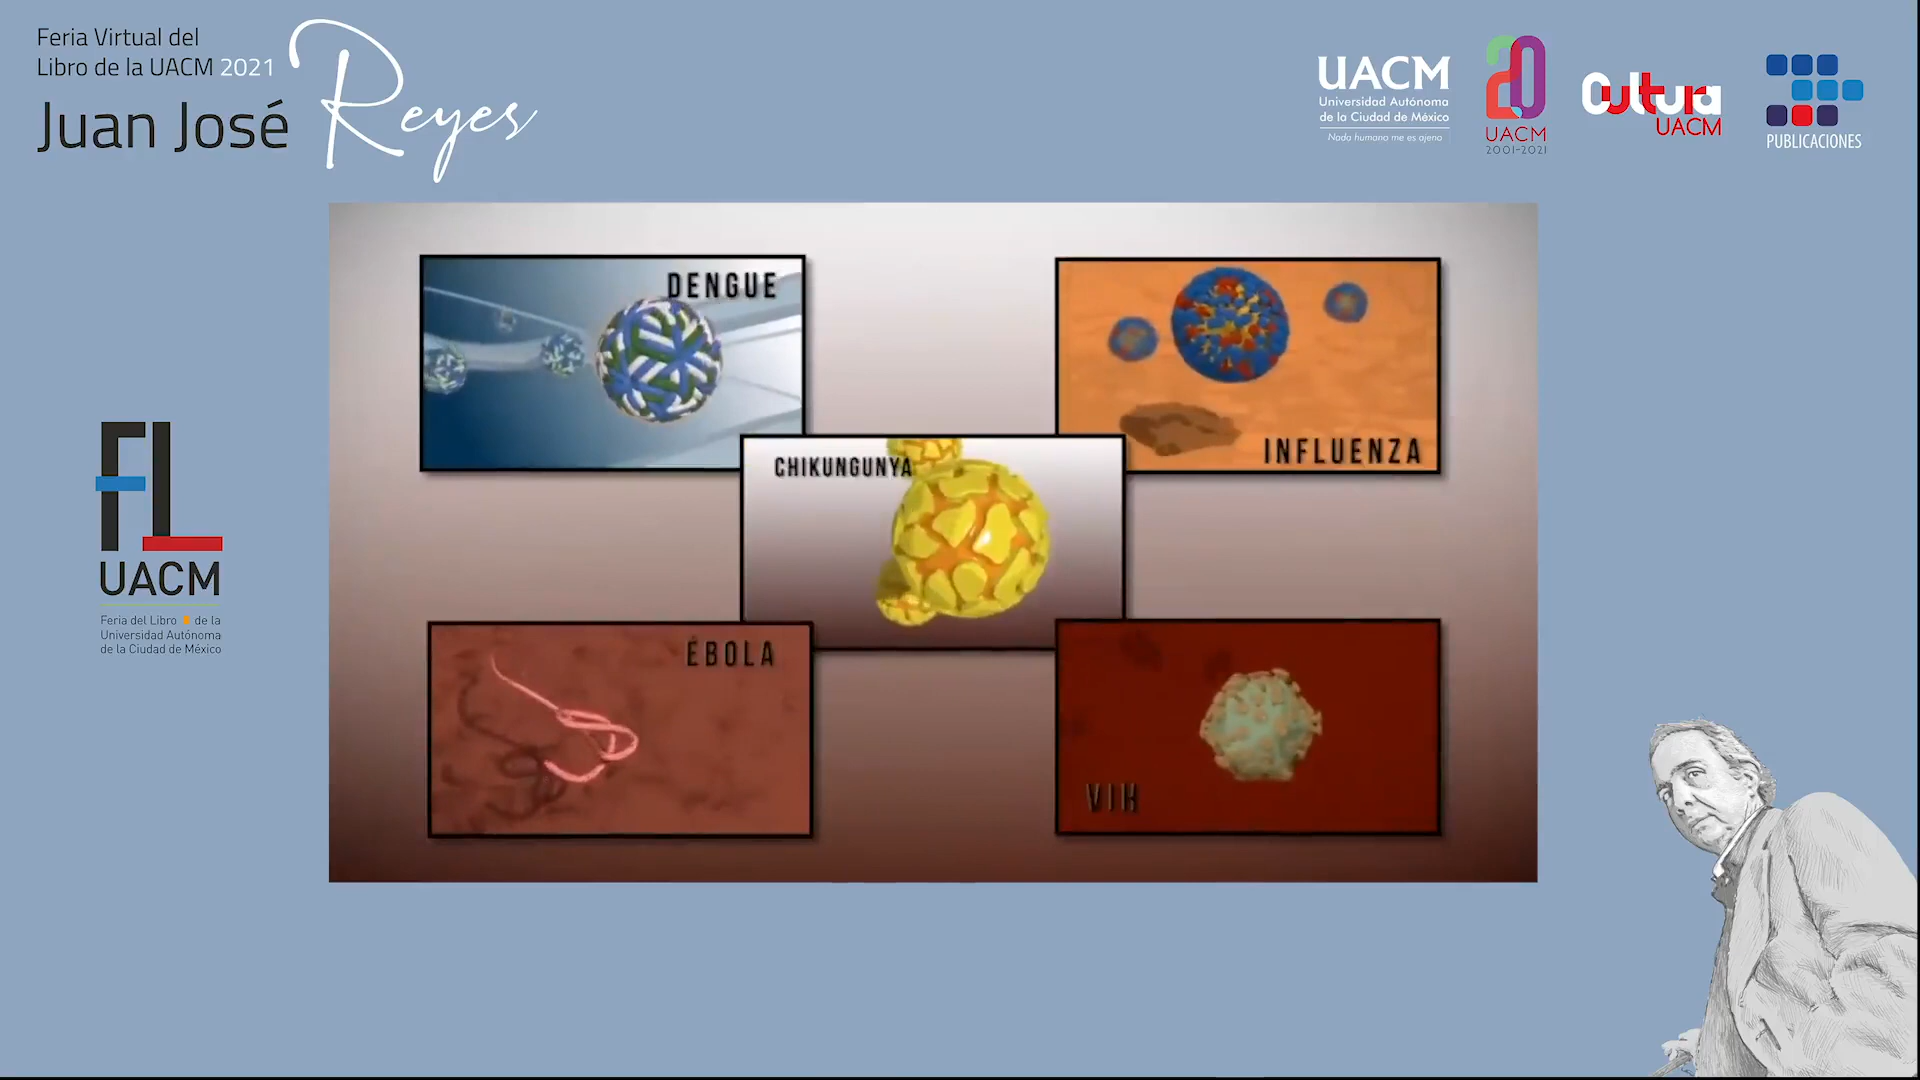 Feria Virtual del
Libro de la UACM 2021
Juan José Reyes
UACM
Universidad Autónoma
de la Ciudad de México
Nada humano me es ajeno
20
UACM
2001-2021
Cultura
UACM
PUBLICACIONES
DENGUE
INFLUENZA
CHIKUNGUNYA
ÉBOLA
VIH
FL
UACM
Feria del Libro de la
Universidad Autónoma
de la Ciudad de México